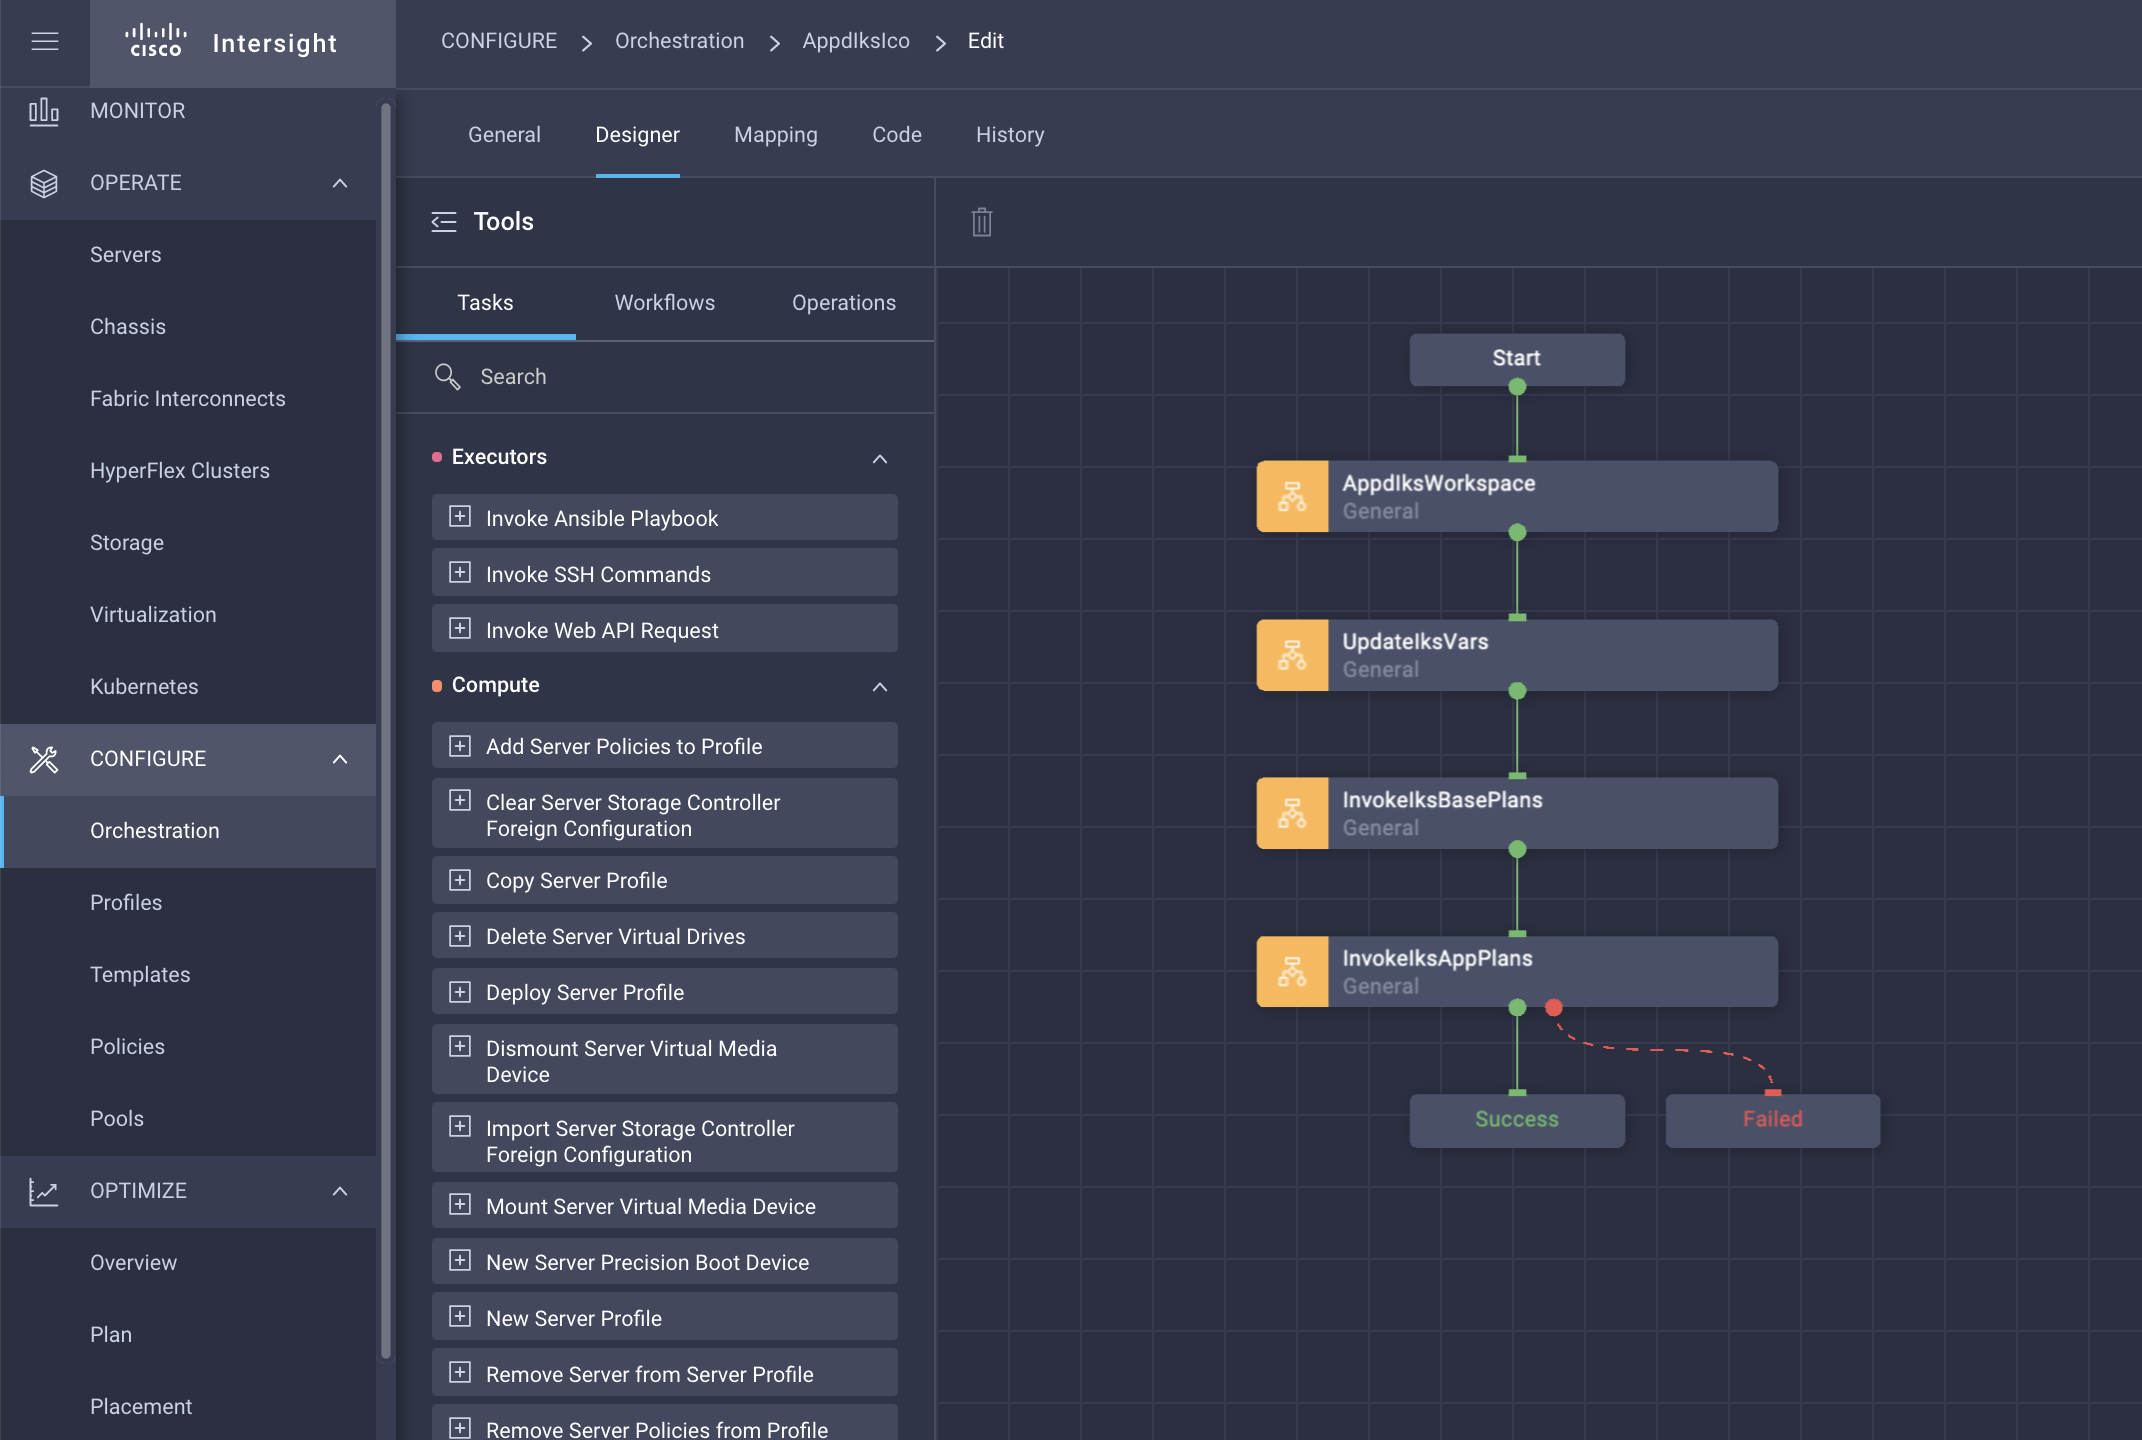 CISCO Intersight
CONFIGURE > Orchestration > AppdIksIco > Edit
MONITOR
OPERATE
Servers
Chassis
Fabric Interconnects
HyperFlex Clusters
Storage
Virtualization
Kubernetes
CONFIGURE
Orchestration
Profiles
Templates
Policies
Pools
OPTIMIZE
Overview
Plan
Placement
General Designer Mapping Code History
Tools
Tasks Workflows Operations
Search
Executors
Invoke Ansible Playbook
Invoke SSH Commands
Invoke Web API Request
Compute
Add Server Policies to Profile
Clear Server Storage Controller
Foreign Configuration
Copy Server Profile
Delete Server Virtual Drives
Deploy Server Profile
Dismount Server Virtual Media
Device
Import Server Storage Controller
Foreign Configuration
Mount Server Virtual Media Device
New Server Precision Boot Device
New Server Profile
Remove Server from Server Profile
Remove Server Policies from Profile
Start
AppdIksWorkspace
General
UpdateIksVars
General
InvokeIksBasePlans
General
InvokeIksAppPlans
General
Success Failed